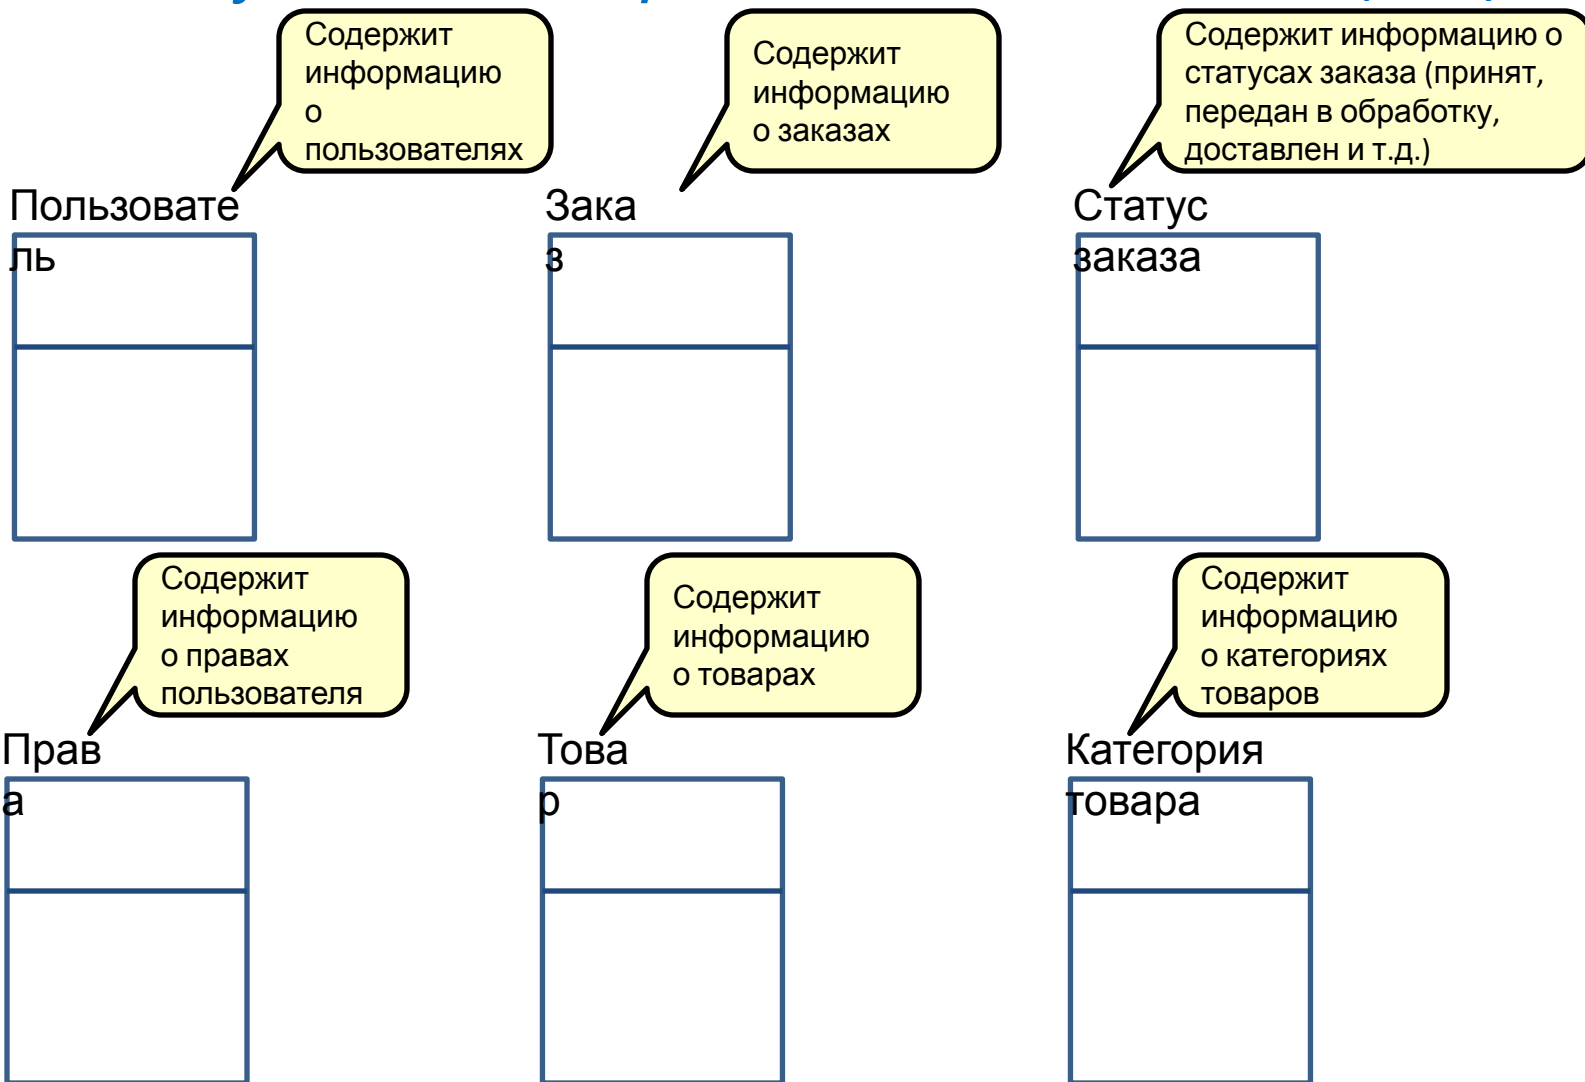 Содержит
информацию
о
пользователях
Содержит
информацию
о заказах
Содержит информацию о
статусах заказа (принят,
передан в обработку,
доставлен и т.д.)
Пользовате
ль
Зака
з
Статус
заказа
Содержит
информацию
о правах
пользователя
Содержит
информацию
о товарах
Содержит
информацию
о категориях
товаров
Прав
а
Това
р
Категория
товара